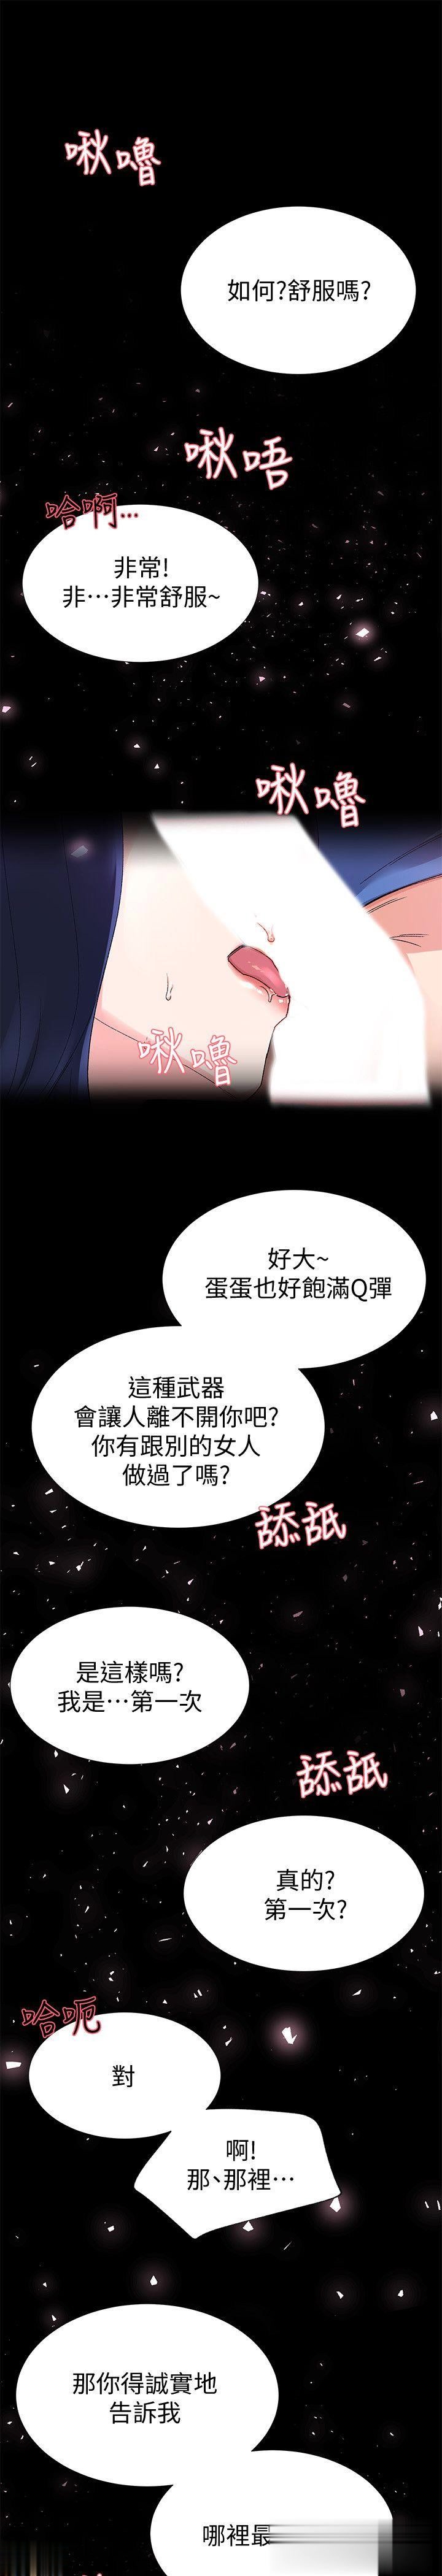 啾嚕
如何?舒服嗎?
啾唔
哈啊…
非常!
非…非常舒服~
啾嚕
啾嚕
好大~
蛋蛋也好飽滿Q彈
這種武器
會讓人離不開你吧?
你有跟別的女人
做過了嗎?
舔舐
是這樣嗎?
我是…第一次
舔舐
真的?
第一次?
哈呃
對
啊!
那、那裡…
那你得誠實地
告訴我
哪裡最